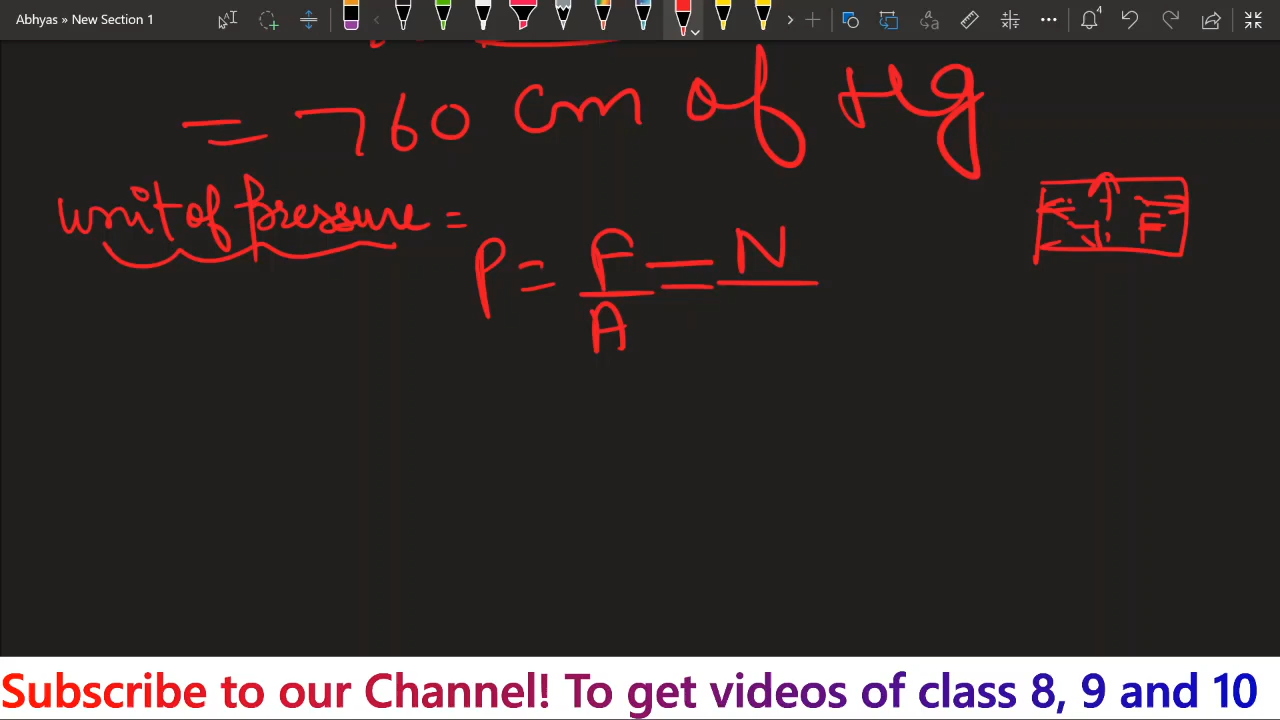 Abhyas » New Section 1
= 760 cm of Hg
unit of Pressure =
P = F/A = N
F
Subscribe to our Channel! To get videos of class 8, 9 and 10